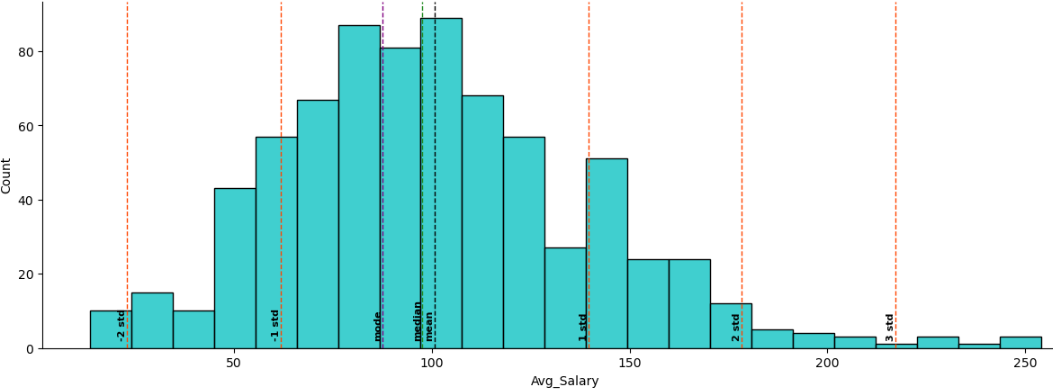 80
60
40
20
0
Count
-2 std
-1 std
mode
median
mean
1 std
2 std
3 std
50
100
150
200
250
Avg_Salary